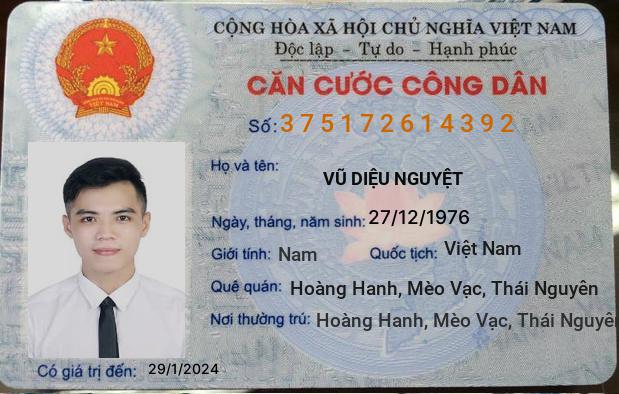 CỘNG HÒA XÃ HỘI CHỦ NGHĨA VIỆT NAM
Độc lập - Tự do - Hạnh phúc
CĂN CƯỚC CÔNG DÂN
Số: 375172614392
Họ và tên:
VŨ DIỆU NGUYỆT
Ngày, tháng, năm sinh: 27/12/1976
Giới tính: Nam Quốc tịch: Việt Nam
Quê quán: Hoàng Hanh, Mèo Vạc, Thái Nguyên
Nơi thường trú: Hoàng Hanh, Mèo Vạc, Thái Nguyê
Có giá trị đến: 29/1/2024
VIỆT NAM